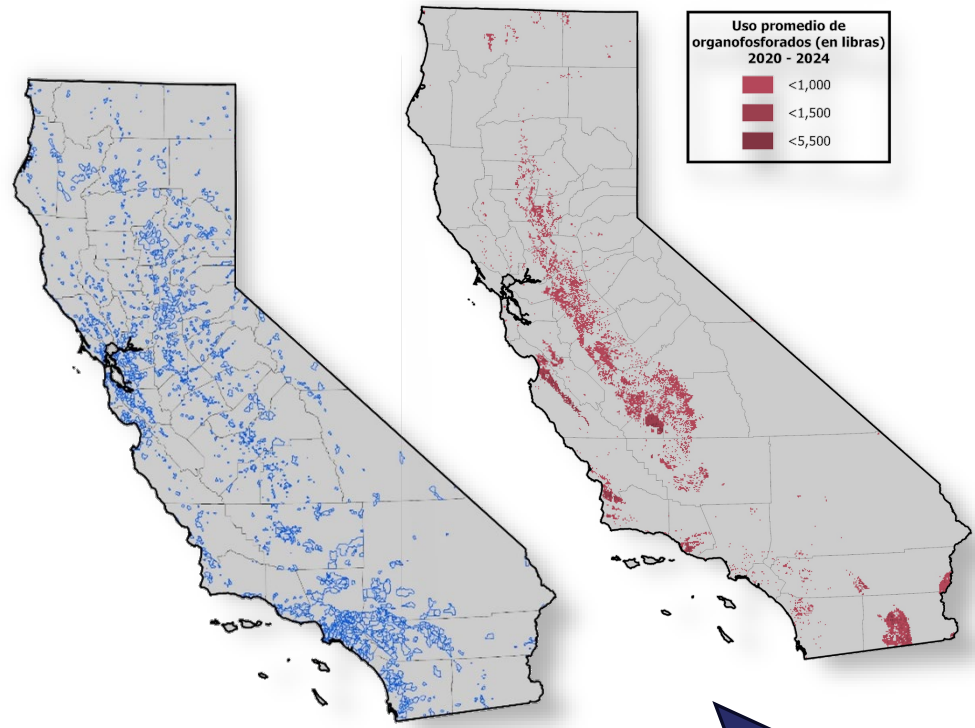 Uso promedio de
organofosforados (en libras)
2020 - 2024
<1,000
<1,500
<5,500